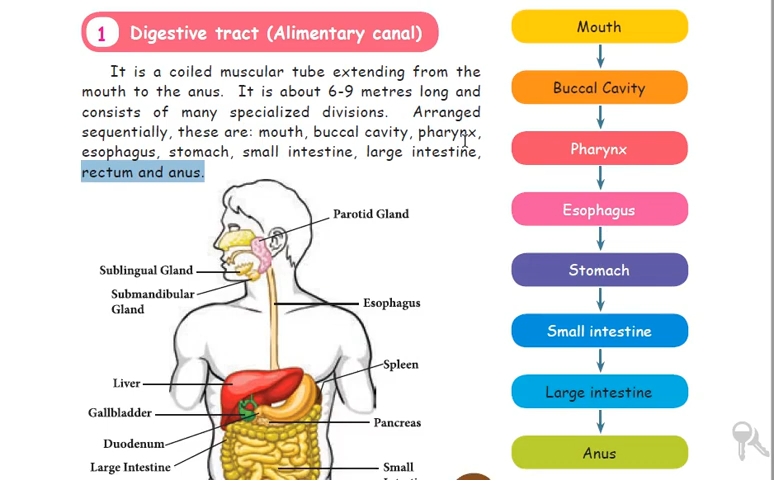 1 Digestive tract (Alimentary canal)
It is a coiled muscular tube extending from the
mouth to the anus. It is about 6-9 metres long and
consists of many specialized divisions. Arranged
sequentially, these are: mouth, buccal cavity, pharynx,
esophagus, stomach, small intestine, large intestine,
rectum and anus.
Parotid Gland
Sublingual Gland
Submandibular
Gland
Esophagus
Spleen
Liver
Gallbladder
Pancreas
Duodenum
Large Intestine
Small
Mouth
Buccal Cavity
Pharynx
Esophagus
Stomach
Small intestine
Large intestine
Anus